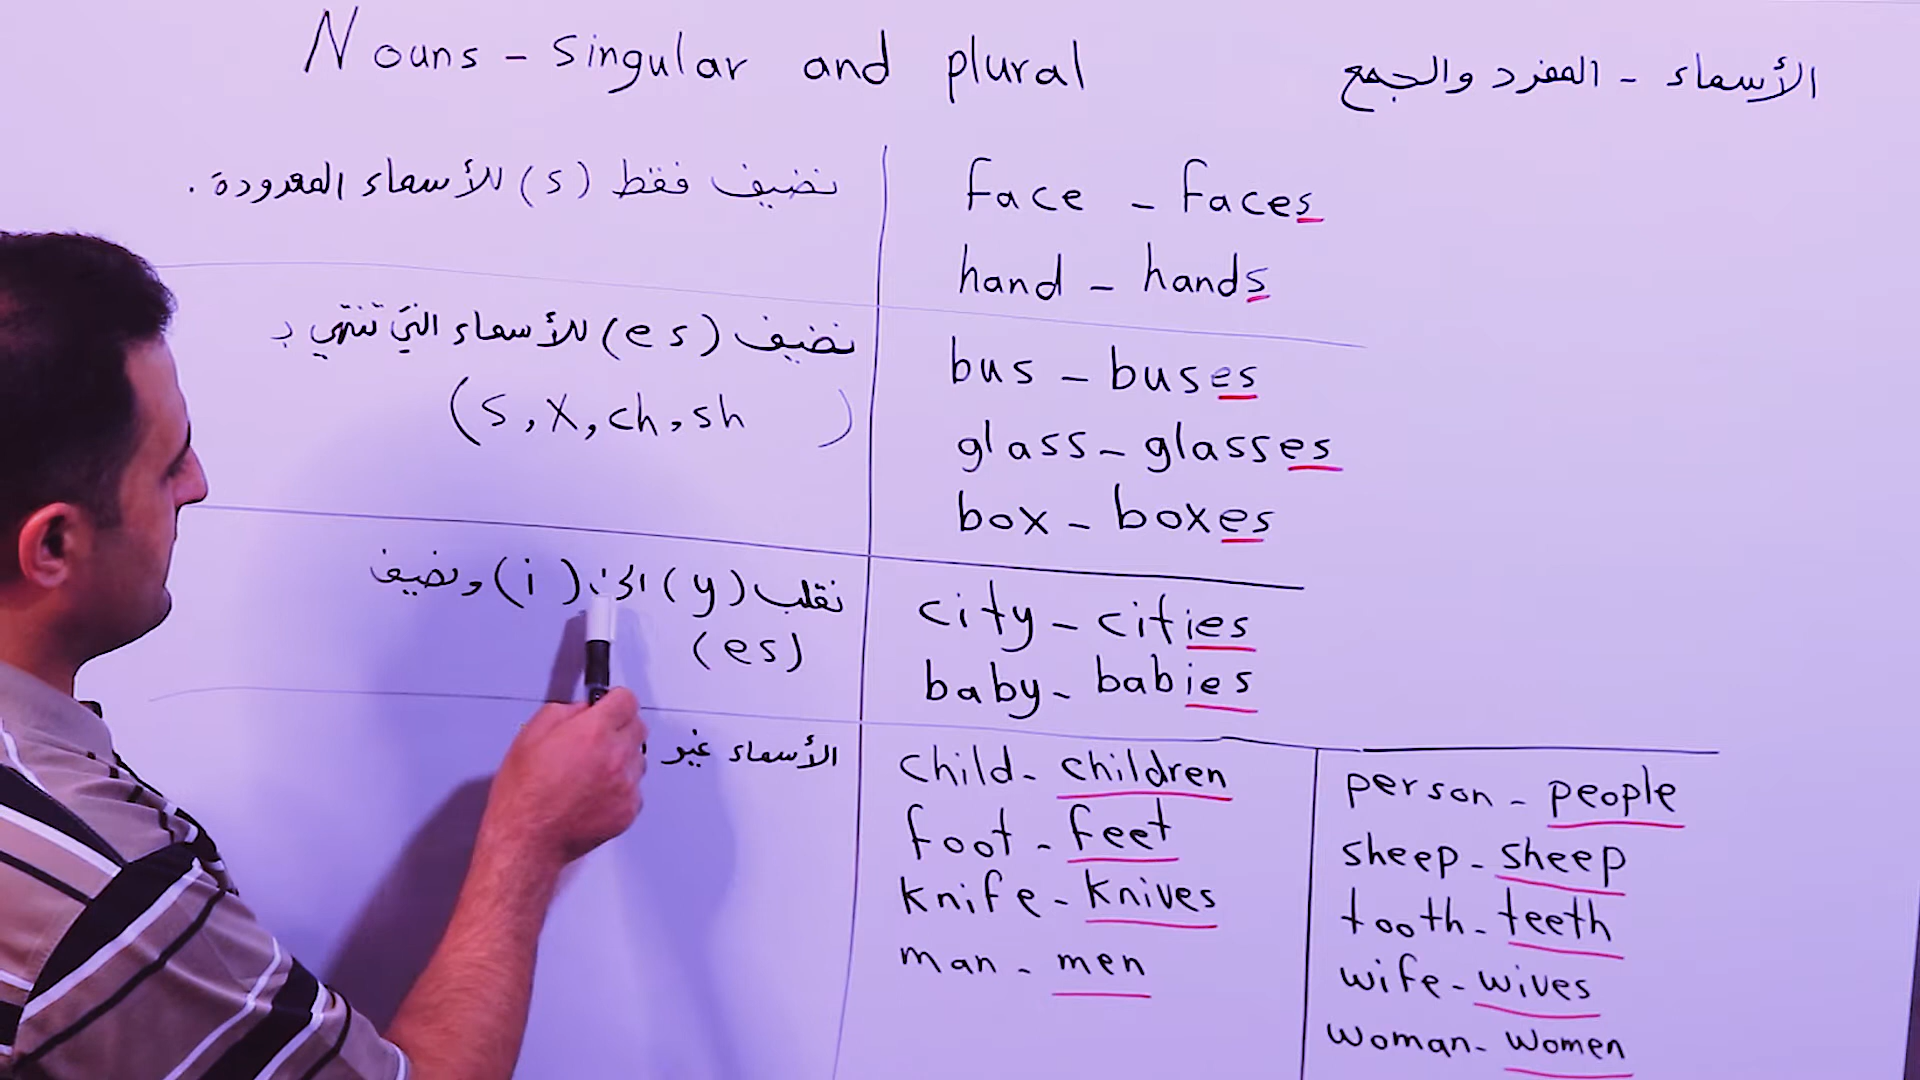 Nouns - singular and plural
الأسماء - المفرد والجمع
نضيف فقط (s) للأسماء المعدودة.
face - faces
hand - hands
نضيف (es) للأسماء التي تنتهي بـ
(s, x, ch, sh )
bus - buses
glass - glasses
box - boxes
نقلب (y) الى (i) ونضيف
(es)
city - cities
baby - babies
الأسماء غير
child - children
foot - feet
knife - knives
man - men
person - people
sheep - sheep
tooth - teeth
wife - wives
woman - women